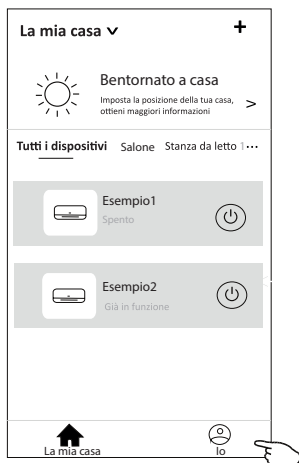 La mia casa
+
Bentornato a casa
Imposta la posizione della tua casa,
ottieni maggiori informazioni
>
Tutti i dispositivi Salone Stanza da letto 1 ...
Esempio1
Spento
Esempio2
Già in funzione
La mia casa
Io